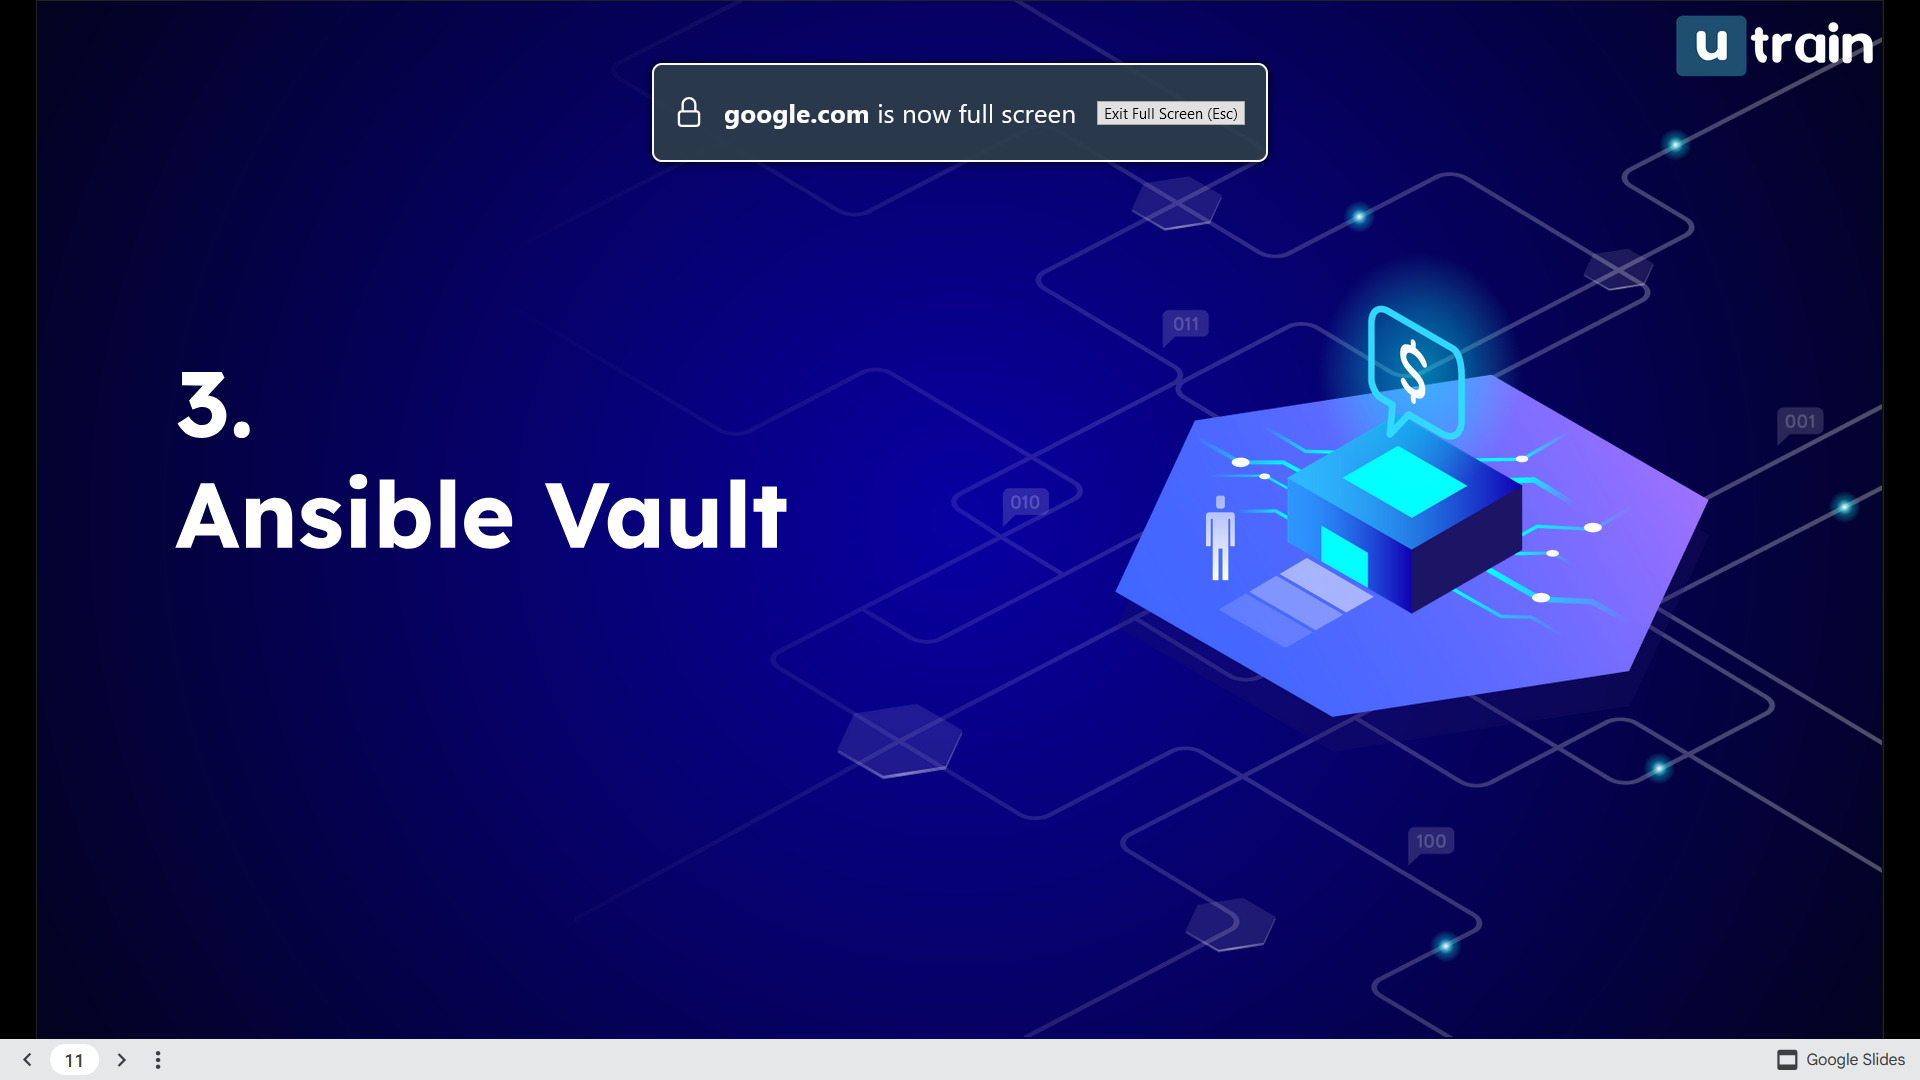 u train
google.com is now full screen Exit Full Screen (Esc)
011
$
001
3.
Ansible Vault
010
100
11
Google Slides